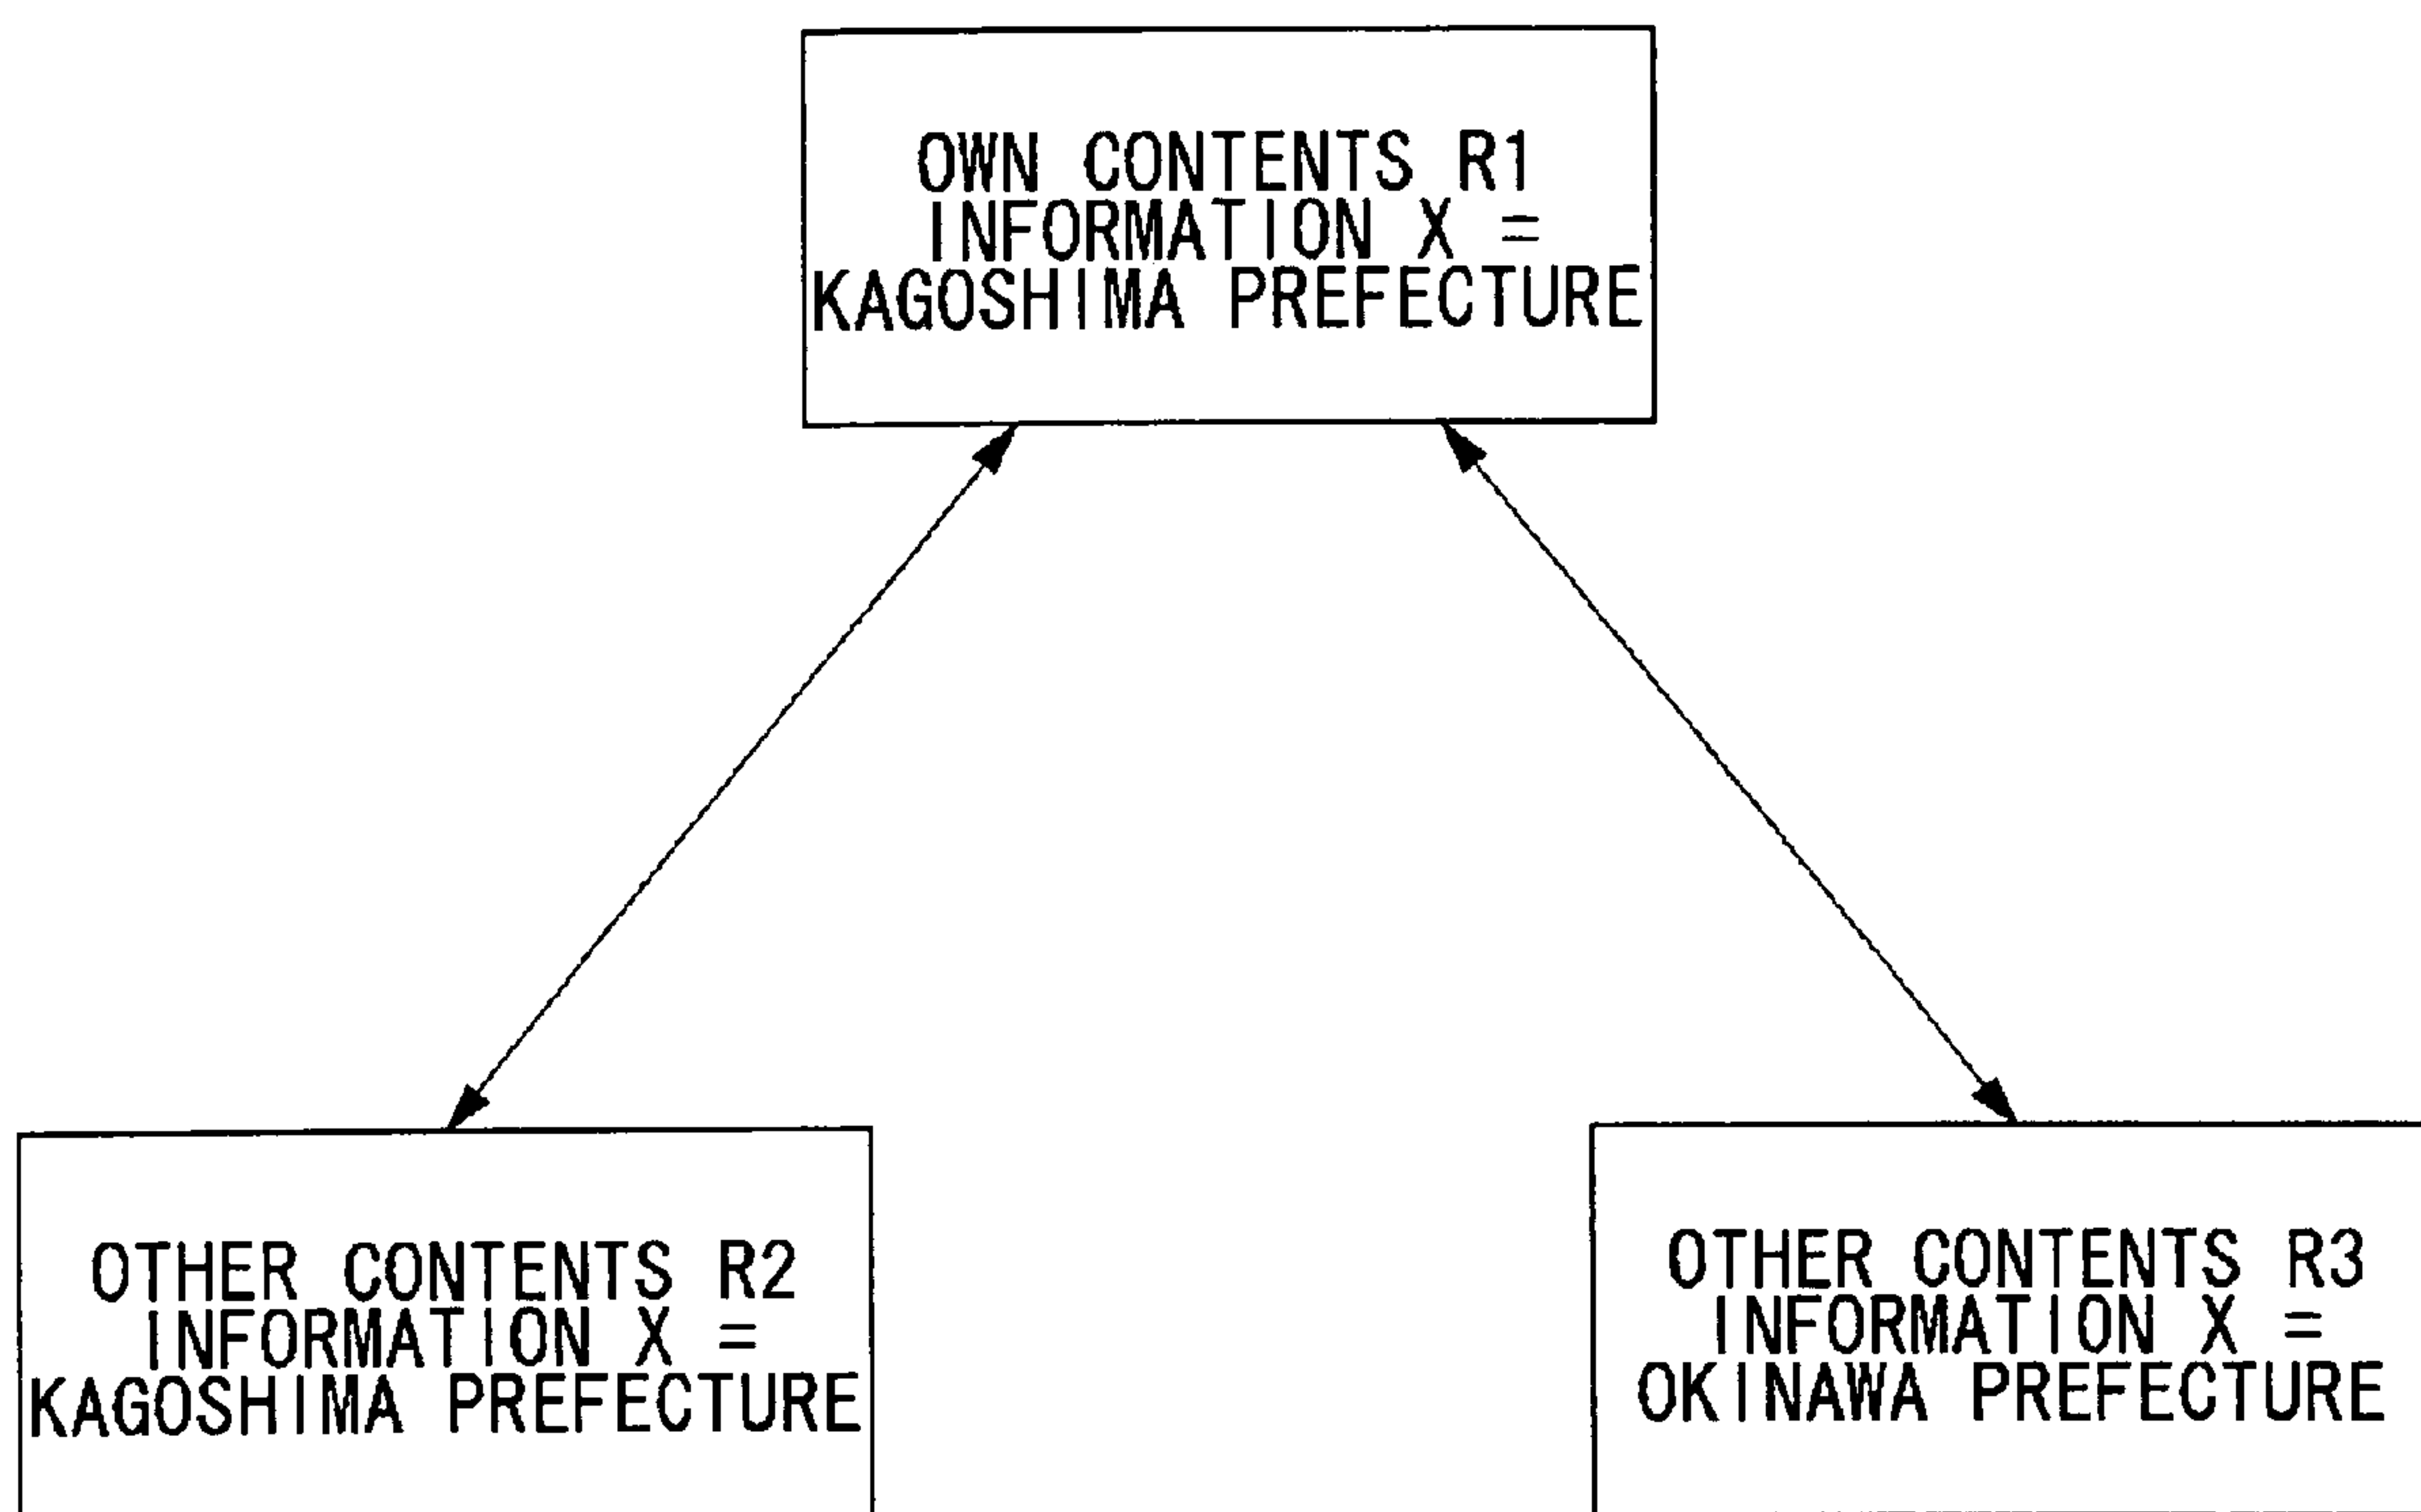 OWN CONTENTS R1
INFORMATION X =
KAGOSHIMA PREFECTURE
OTHER CONTENTS R2
INFORMATION X =
KAGOSHIMA PREFECTURE
OTHER CONTENTS R3
INFORMATION X =
OKINAWA PREFECTURE